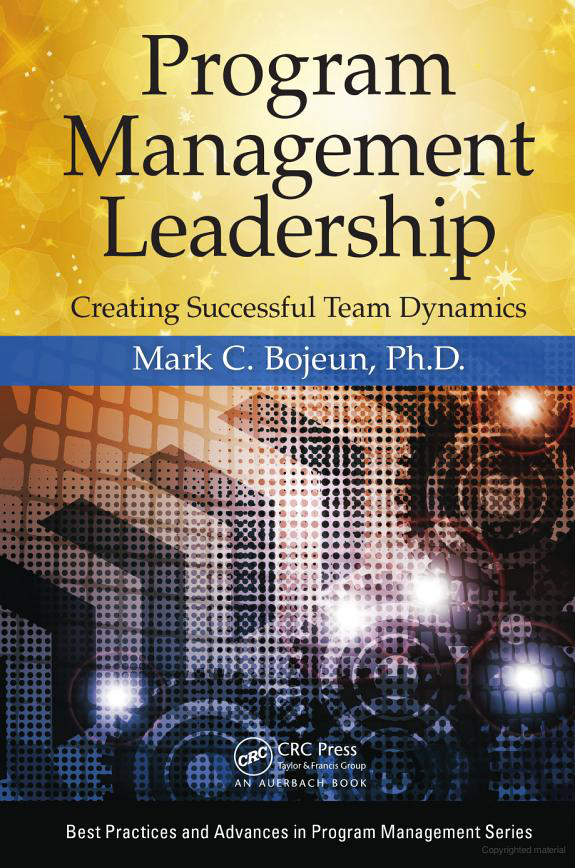 Program
Management
Leadership
Creating Successful Team Dynamics
Mark C. Bojeun, Ph.D.
CRC
CRC Press
Taylor & Francis Group
AN AUERBACH BOOK
Best Practices and Advances in Program Management Series
Copyrighted material